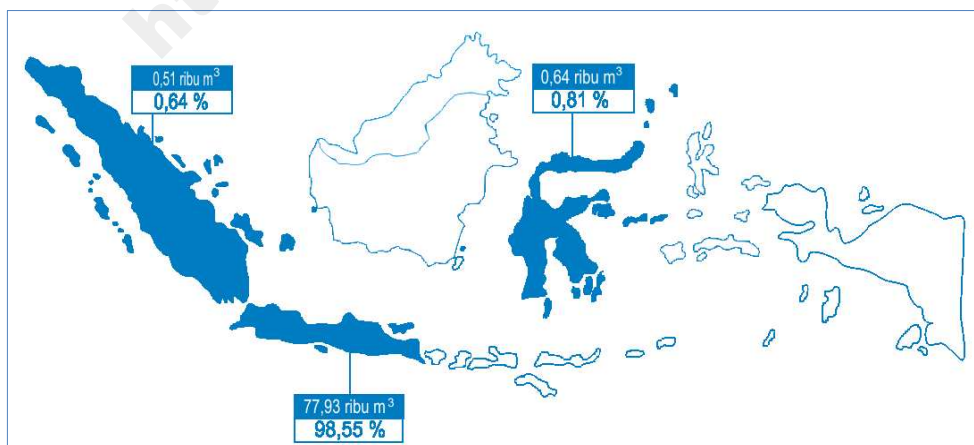 0,51 ribu m³
0,64 %
0,64 ribu m³
0,81 %
77,93 ribu m³
98,55 %